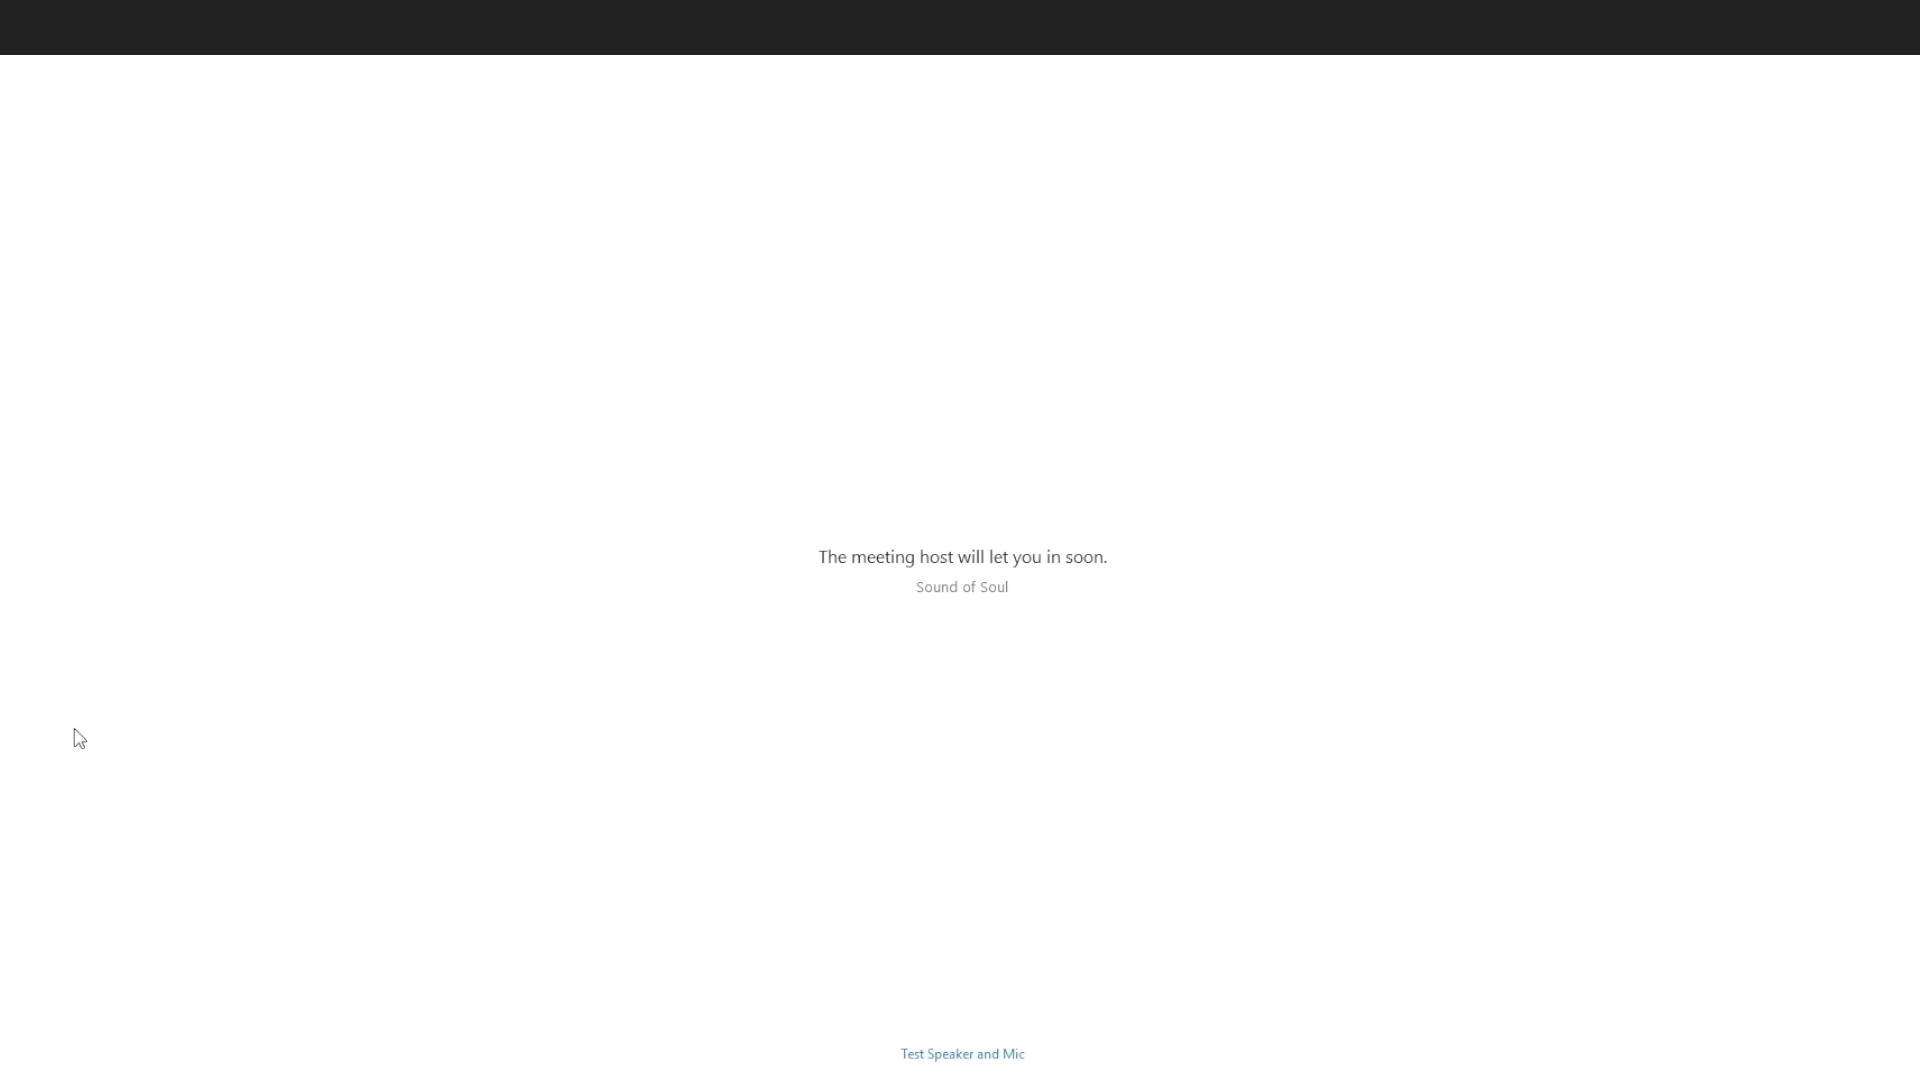 The meeting host will let you in soon.
Sound of Soul
Test Speaker and Mic